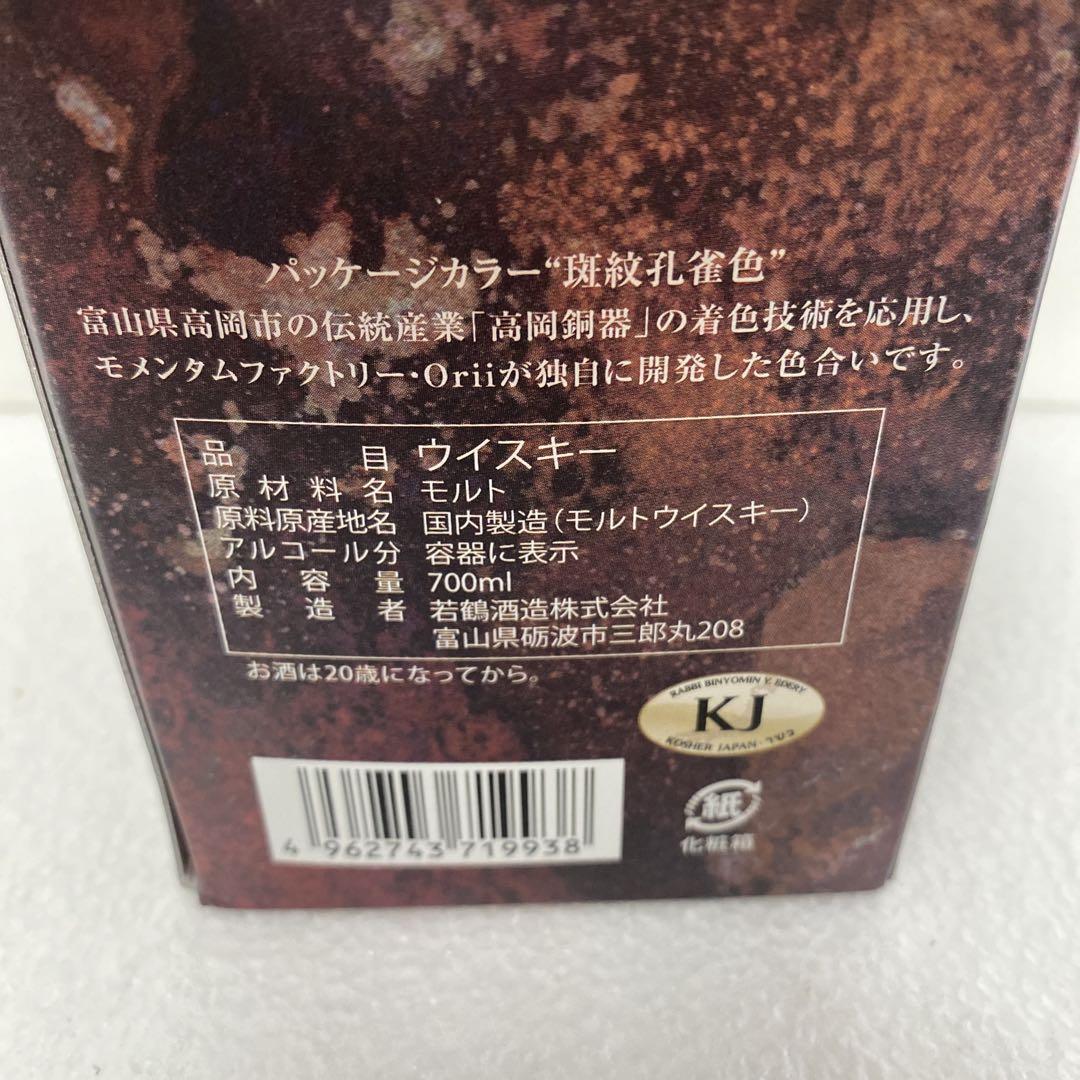 パッケージカラー“斑紋孔雀色”
富山県高岡市の伝統産業「高岡銅器」の着色技術を応用し、
モメンタムファクトリー・Oriiが独自に開発した色合いです。
品目 ウイスキー
原材料名 モルト
原料原産地名 国内製造（モルトウイスキー）
アルコール分 容器に表示
内容量 700ml
製造者 若鶴酒造株式会社
富山県砺波市三郎丸208
お酒は20歳になってから。
RABBI BINYOMIN Y. EDERY
KJ
KOSHER JAPAN · כשר
紙
化粧箱
4 962743 719938